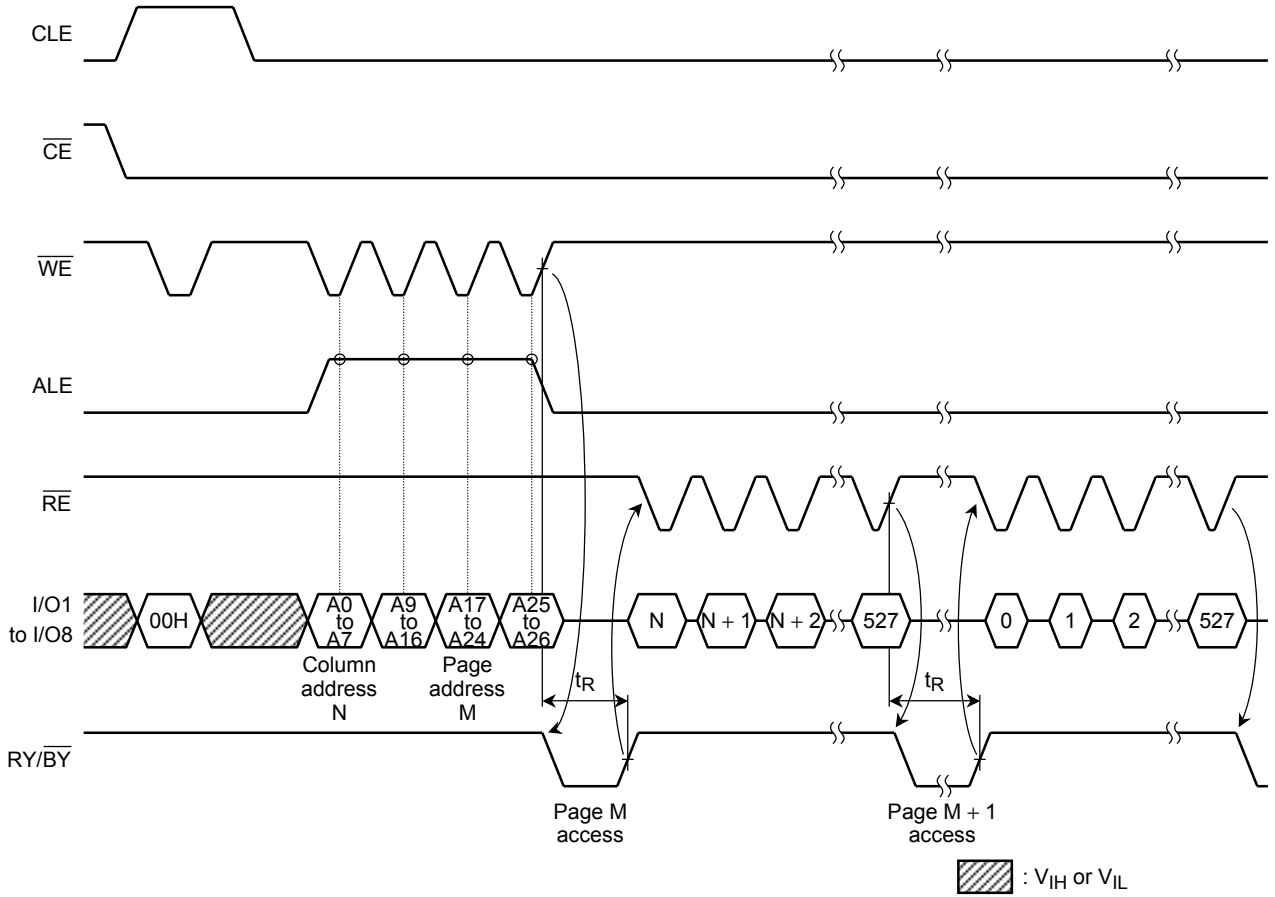 CLE
CE
WE
ALE
RE
I/O1
to I/O8
00H
A0
to
A7
A9
to
A16
A17
to
A24
A25
to
A26
N
N + 1
N + 2
527
0
1
2
527
Column
address
N
Page
address
M
tR
tR
RY/BY
Page M
access
Page M + 1
access
: VIH or VIL